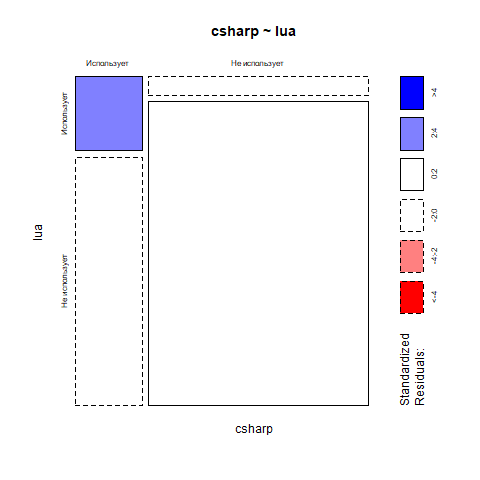 csharp ~ lua
Использует
Не использует
Использует
Не использует
lua
csharp
>4
2:4
0:2
-2:0
-4:-2
<-4
Standardized
Residuals: